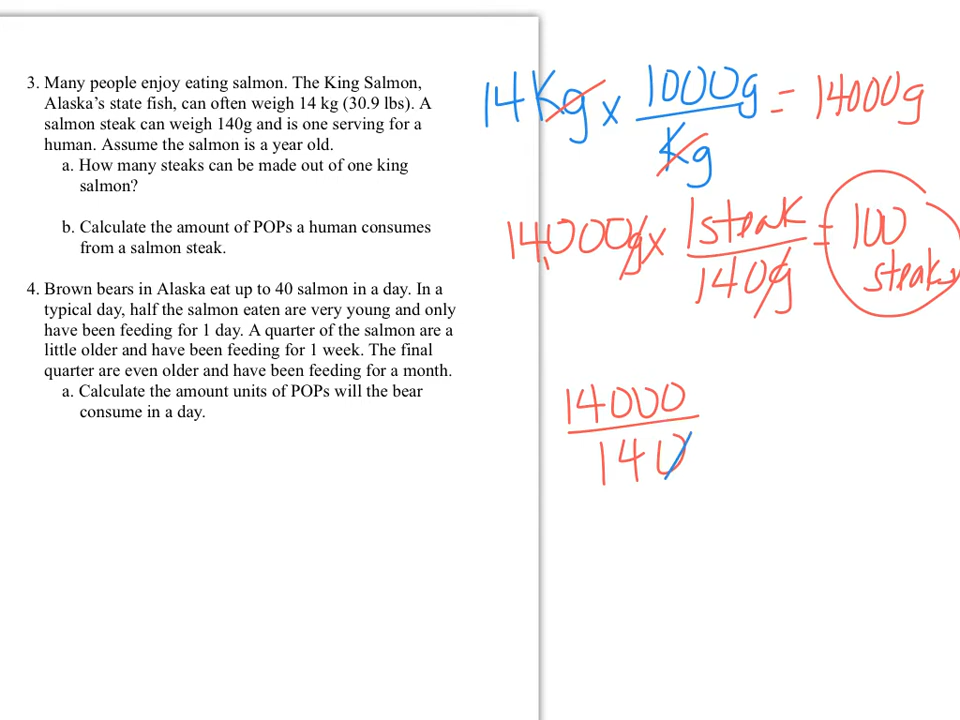 3. Many people enjoy eating salmon. The King Salmon,
Alaska's state fish, can often weigh 14 kg (30.9 lbs). A
salmon steak can weigh 140g and is one serving for a
human. Assume the salmon is a year old.
a. How many steaks can be made out of one king
salmon?
b. Calculate the amount of POPs a human consumes
from a salmon steak.
4. Brown bears in Alaska eat up to 40 salmon in a day. In a
typical day, half the salmon eaten are very young and only
have been feeding for 1 day. A quarter of the salmon are a
little older and have been feeding for 1 week. The final
quarter are even older and have been feeding for a month.
a. Calculate the amount units of POPs will the bear
consume in a day.
14Kg x 1000g = 14000g
Kg
14,000g x 1 steak = 100
140g steaks
14000
140